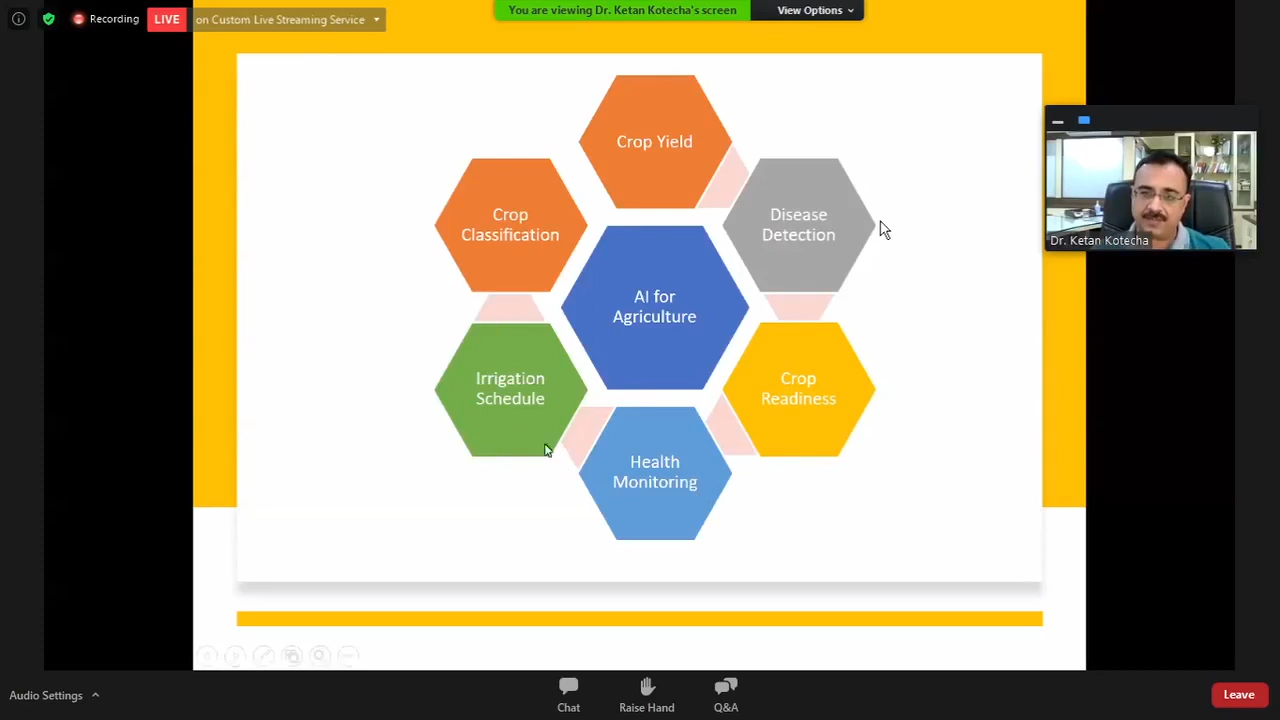 Recording
LIVE
on Custom Live Streaming Service
You are viewing Dr. Ketan Kotecha's screen
View Options
Crop Yield
Crop
Classification
Disease
Detection
AI for
Agriculture
Irrigation
Schedule
Crop
Readiness
Health
Monitoring
Dr. Ketan Kotecha
Audio Settings
Chat
Raise Hand
Q&A
Leave